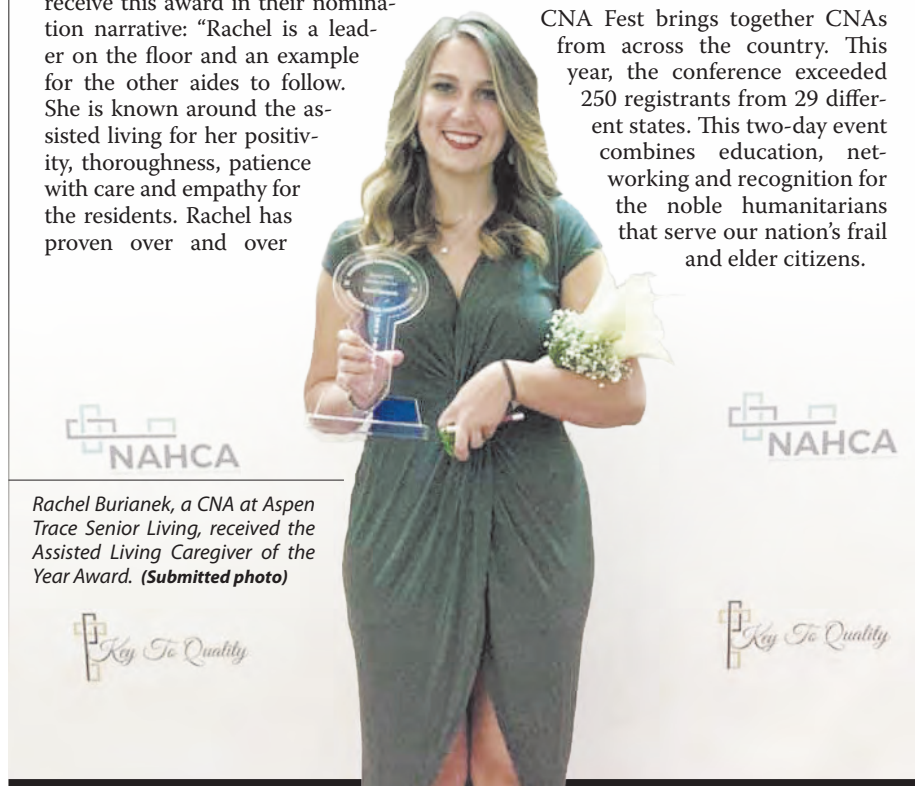 receive this award in their nomina-
tion narrative: “Rachel is a lead-
er on the floor and an example
for the other aides to follow.
She is known around the as-
sisted living for her positiv-
ity, thoroughness, patience
with care and empathy for
the residents. Rachel has
proven over and over
CNA Fest brings together CNAs
from across the country. This
year, the conference exceeded
250 registrants from 29 differ-
ent states. This two-day event
combines education, net-
working and recognition for
the noble humanitarians
that serve our nation’s frail
and elder citizens.
NAHCA
NAHCA
Rachel Burianek, a CNA at Aspen
Trace Senior Living, received the
Assisted Living Caregiver of the
Year Award. (Submitted photo)
Key To Quality
Key To Quality